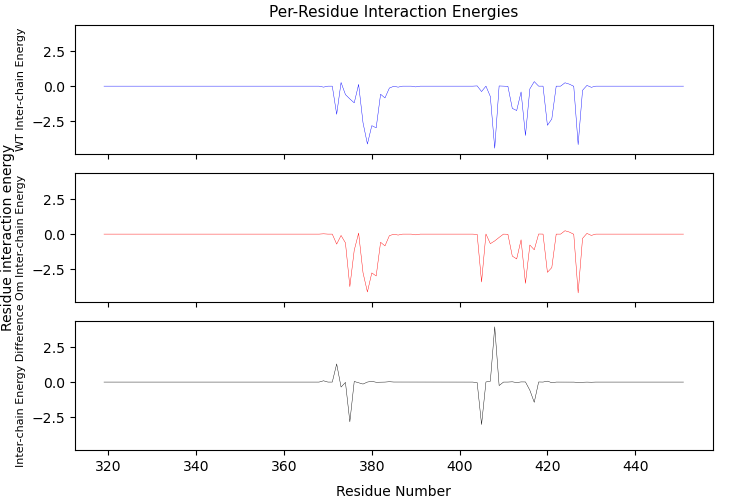 Per-Residue Interaction Energies
WT Inter-chain Energy
2.5
0.0
−2.5
Residue interaction energy
Om Inter-chain Energy
2.5
0.0
−2.5
Inter-chain Energy Difference
2.5
0.0
−2.5
320 340 360 380 400 420 440
Residue Number